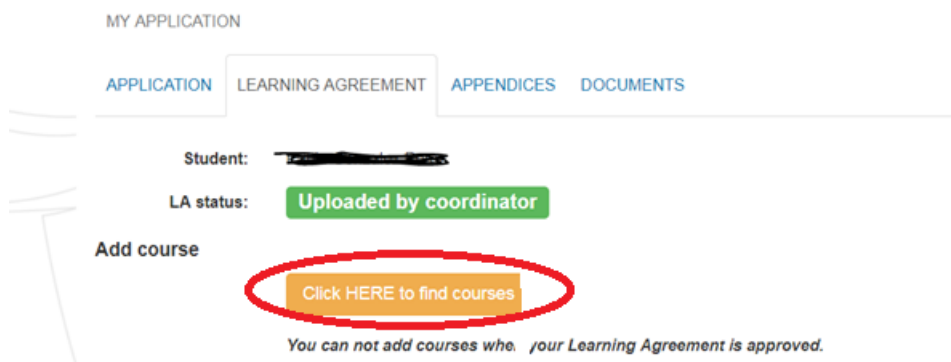 MY APPLICATION
APPLICATION LEARNING AGREEMENT APPENDICES DOCUMENTS
Student:
LA status: Uploaded by coordinator
Add course
Click HERE to find courses
You can not add courses your Learning Agreement is approved.